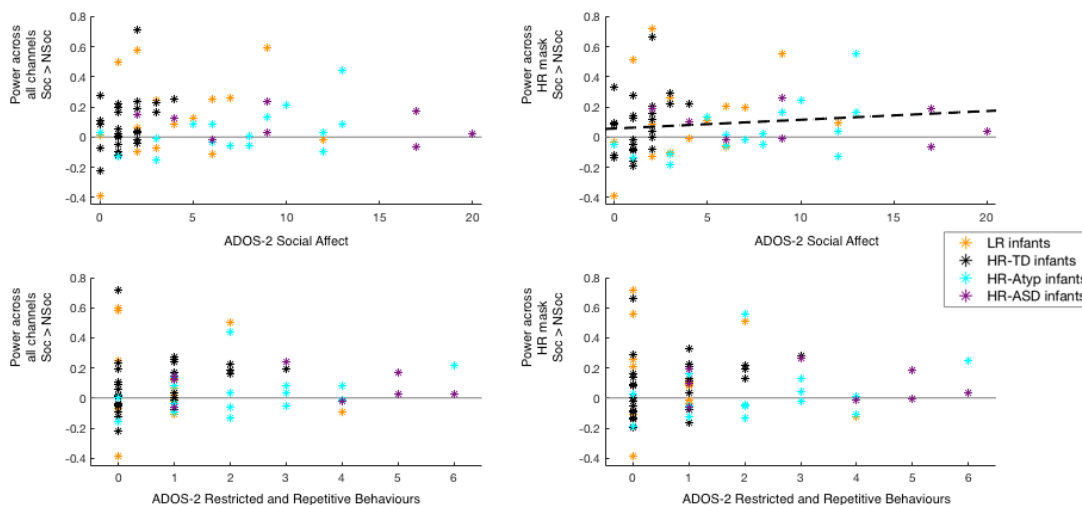 Power across
all channels
Soc > NSoc
0.8
0.6
0.4
0.2
0
-0.2
-0.4
0
5
10
15
20
ADOS-2 Social Affect
Power across
HR mask
Soc > NSoc
0.8
0.6
0.4
0.2
0
-0.2
-0.4
0
5
10
15
20
ADOS-2 Social Affect
LR infants
HR-TD infants
HR-Atyp infants
HR-ASD infants
Power across
all channels
Soc > NSoc
0.8
0.6
0.4
0.2
0
-0.2
-0.4
0
1
2
3
4
5
6
ADOS-2 Restricted and Repetitive Behaviours
Power across
HR mask
Soc > NSoc
0.8
0.6
0.4
0.2
0
-0.2
-0.4
0
1
2
3
4
5
6
ADOS-2 Restricted and Repetitive Behaviours